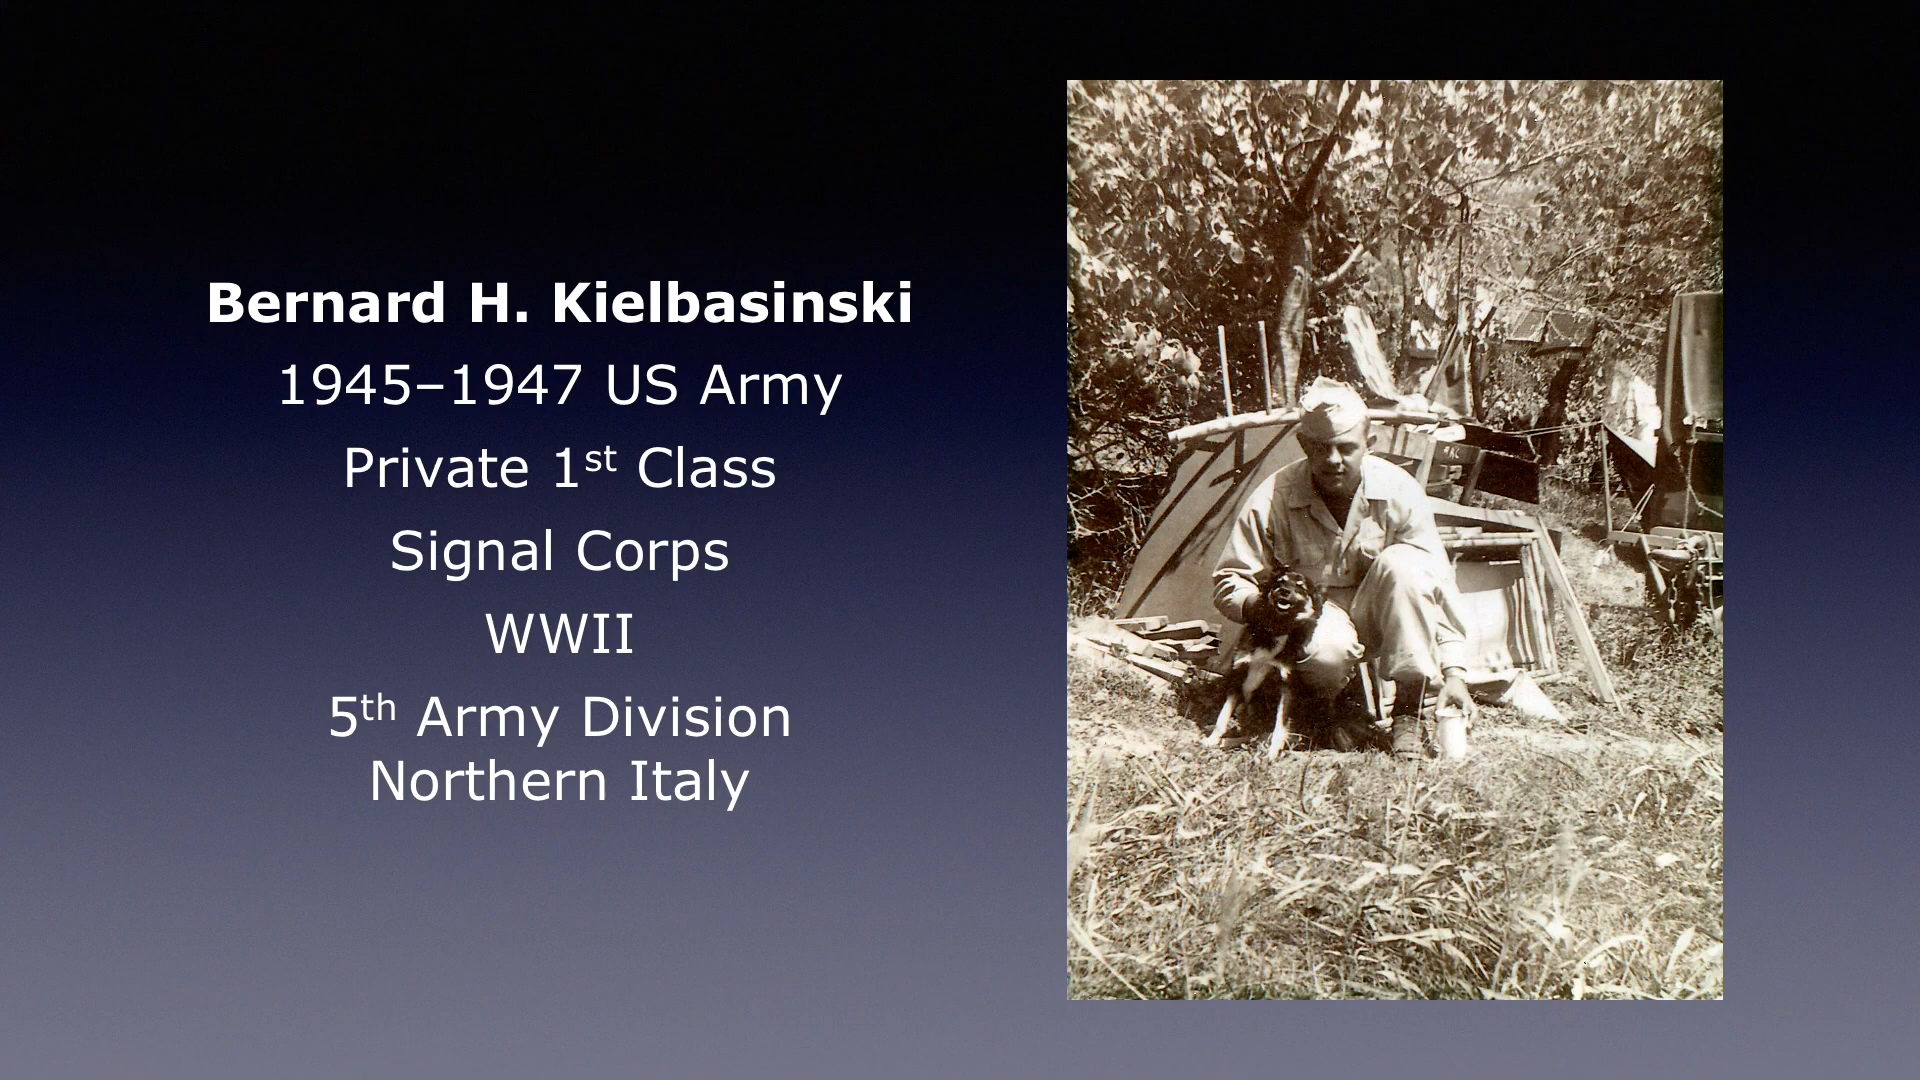 Bernard H. Kielbasinski
1945–1947 US Army
Private 1st Class
Signal Corps
WWII
5th Army Division
Northern Italy